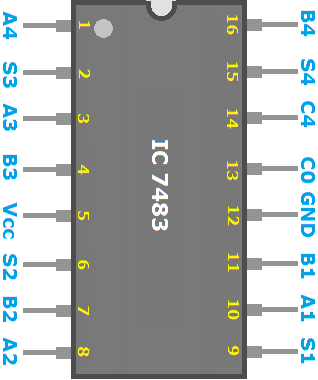 A4 1 16 B4
S3 2 15 S4
A3 3 14 C4
B3 4 13 C0
Vcc 5 12 GND
S2 6 11 B1
B2 7 10 A1
A2 8 9 S1
IC 7483